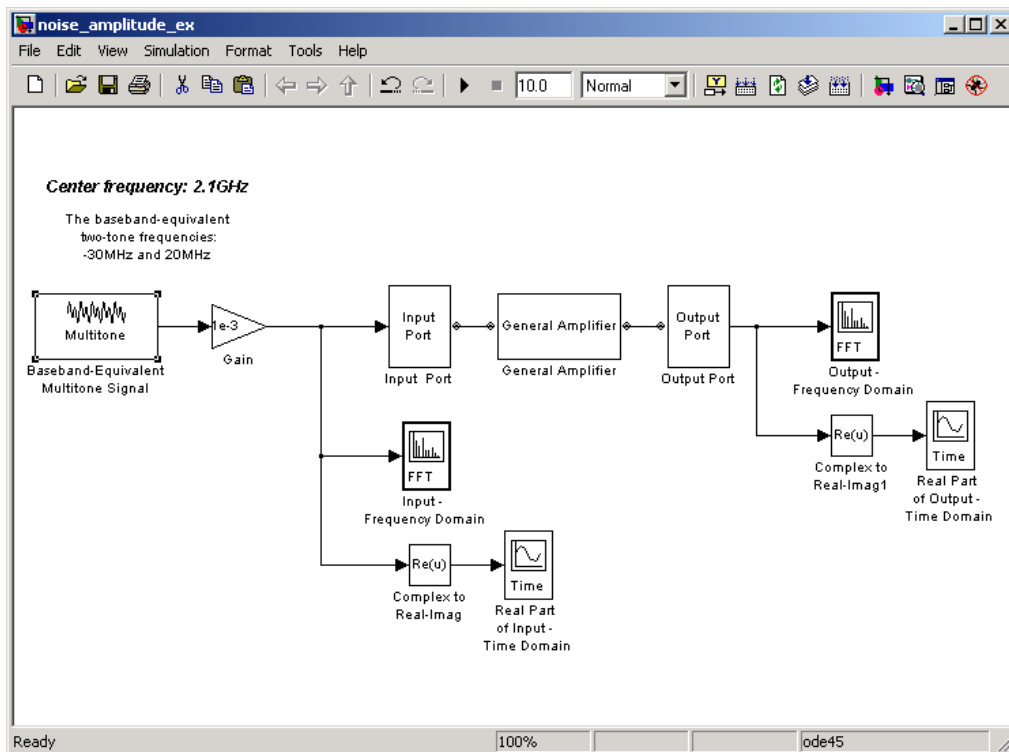 noise_amplitude_ex
File Edit View Simulation Format Tools Help
10.0 Normal
Center frequency: 2.1GHz
The baseband-equivalent
two-tone frequencies:
-30MHz and 20MHz
Multitone
Baseband-Equivalent
Multitone Signal
1e-3
Gain
Input
Port
Input Port
General Amplifier
General Amplifier
Output
Port
Output Port
FFT
Output -
Frequency Domain
Re(u)
Complex to
Real-Imag1
Time
Real Part
of Output -
Time Domain
FFT
Input -
Frequency Domain
Re(u)
Complex to
Real-Imag
Time
Real Part
of Input -
Time Domain
Ready 100% ode45